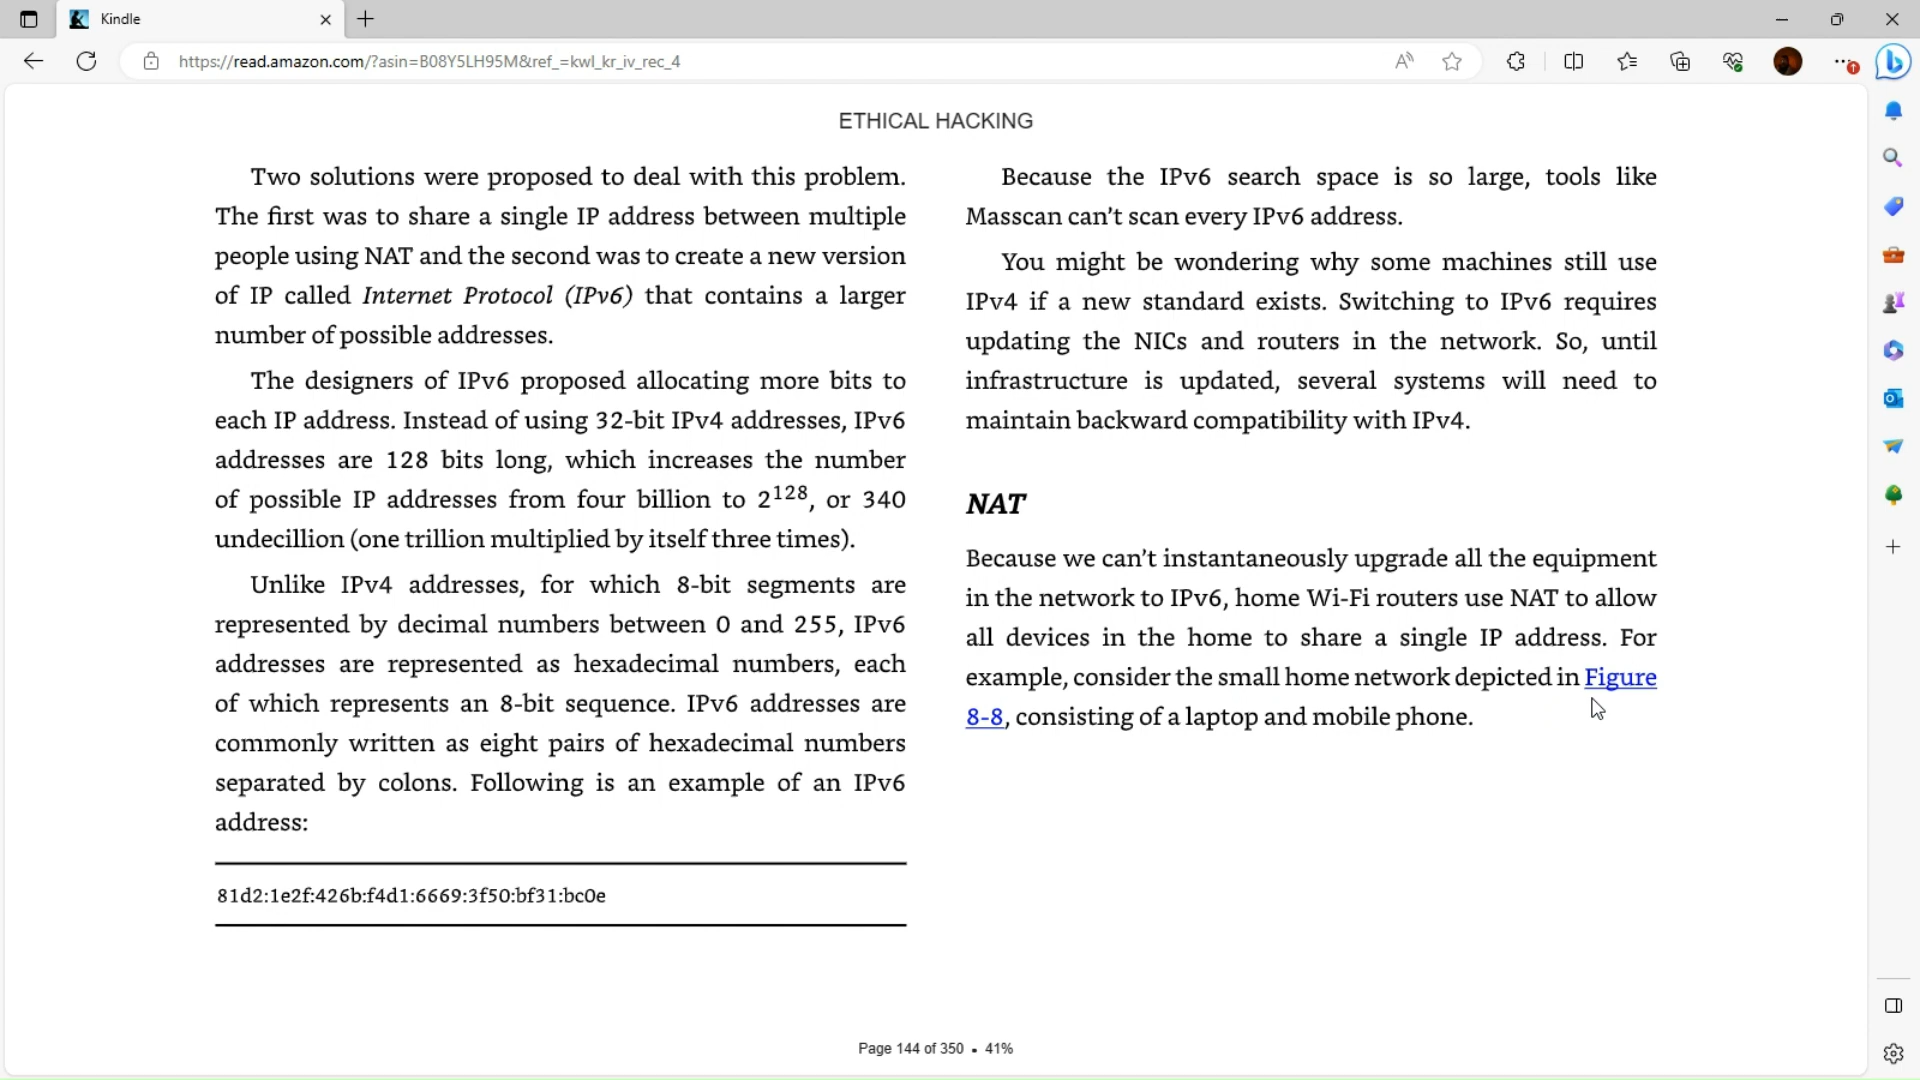 Kindle
https://read.amazon.com/?asin=B08Y5LH95M&ref_=kwl_kr_iv_rec_4
ETHICAL HACKING
Two solutions were proposed to deal with this problem.
The first was to share a single IP address between multiple
people using NAT and the second was to create a new version
of IP called Internet Protocol (IPv6) that contains a larger
number of possible addresses.
The designers of IPv6 proposed allocating more bits to
each IP address. Instead of using 32-bit IPv4 addresses, IPv6
addresses are 128 bits long, which increases the number
of possible IP addresses from four billion to 2¹²⁸, or 340
undecillion (one trillion multiplied by itself three times).
Unlike IPv4 addresses, for which 8-bit segments are
represented by decimal numbers between 0 and 255, IPv6
addresses are represented as hexadecimal numbers, each
of which represents an 8-bit sequence. IPv6 addresses are
commonly written as eight pairs of hexadecimal numbers
separated by colons. Following is an example of an IPv6
address:
81d2:1e2f:426b:f4d1:6669:3f50:bf31:bc0e
Because the IPv6 search space is so large, tools like
Masscan can’t scan every IPv6 address.
You might be wondering why some machines still use
IPv4 if a new standard exists. Switching to IPv6 requires
updating the NICs and routers in the network. So, until
infrastructure is updated, several systems will need to
maintain backward compatibility with IPv4.
NAT
Because we can’t instantaneously upgrade all the equipment
in the network to IPv6, home Wi-Fi routers use NAT to allow
all devices in the home to share a single IP address. For
example, consider the small home network depicted in Figure
8-8, consisting of a laptop and mobile phone.
Page 144 of 350 • 41%